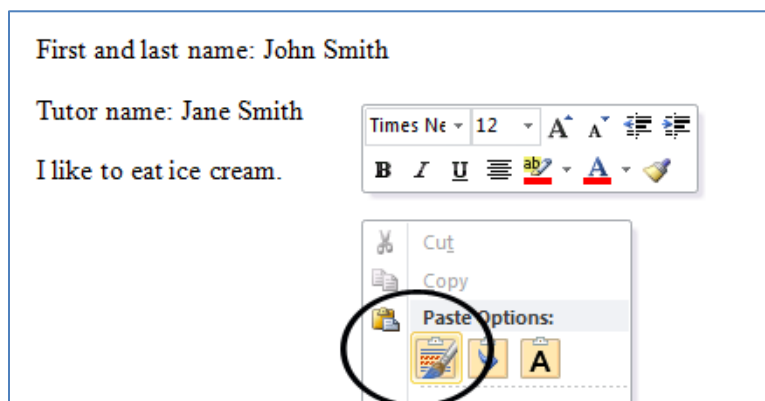 First and last name: John Smith
Tutor name: Jane Smith
I like to eat ice cream.
Times Ne 12 A A
B I U ab A
Cut
Copy
Paste Options:
A